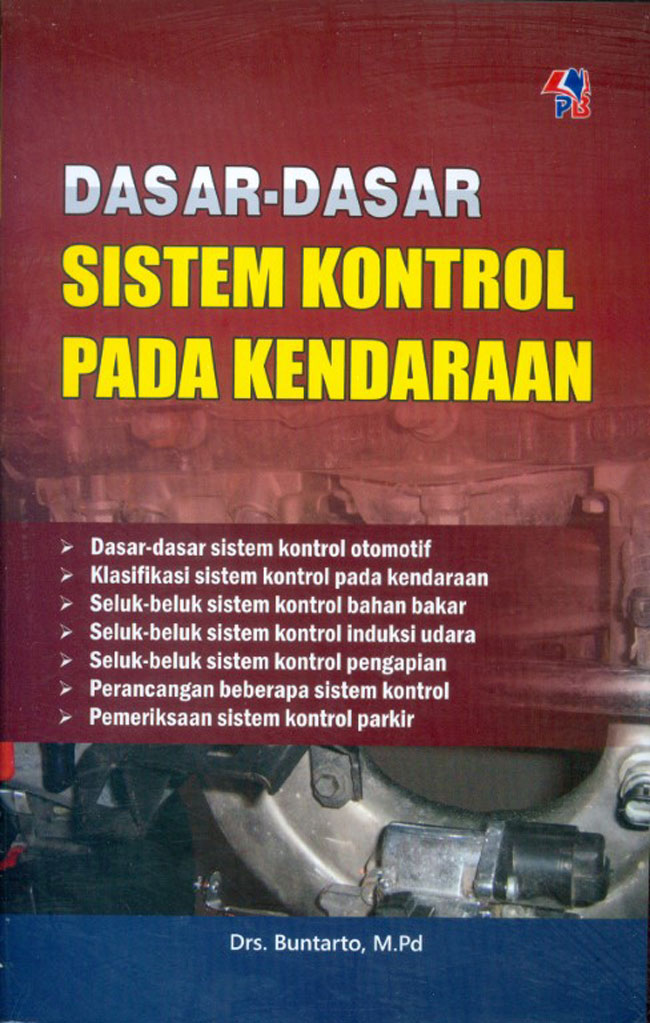 PB
DASAR-DASAR
SISTEM KONTROL
PADA KENDARAAN
➢ Dasar-dasar sistem kontrol otomotif
➢ Klasifikasi sistem kontrol pada kendaraan
➢ Seluk-beluk sistem kontrol bahan bakar
➢ Seluk-beluk sistem kontrol induksi udara
➢ Seluk-beluk sistem kontrol pengapian
➢ Perancangan beberapa sistem kontrol
➢ Pemeriksaan sistem kontrol parkir
Drs. Buntarto, M.Pd